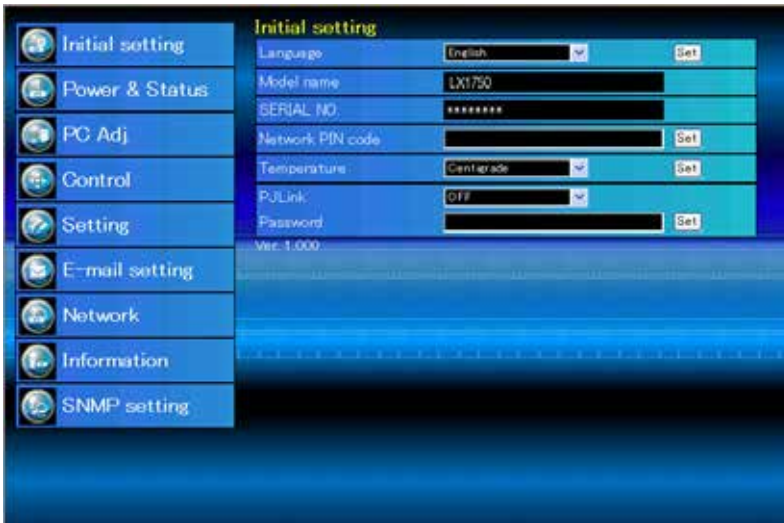 Initial setting
Power & Status
PC Adj.
Control
Setting
E-mail setting
Network
Information
SNMP setting
Initial setting
Language English Set
Model name LX1750
SERIAL NO. ********
Network PIN code Set
Temperature Centigrade Set
PJLink OFF
Password Set
Ver. 1.000